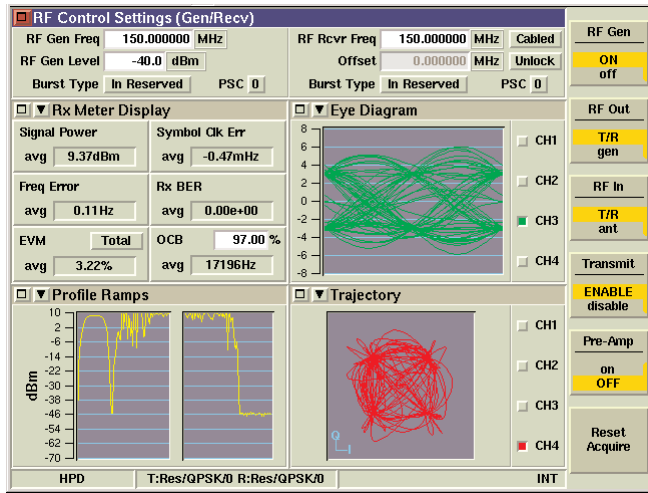 RF Control Settings (Gen/Recv)
RF Gen Freq 150.000000 MHz
RF Gen Level -40.0 dBm
Burst Type In Reserved PSC 0
RF Rcvr Freq 150.000000 MHz Cabled
Offset 0.000000 MHz Unlock
Burst Type In Reserved PSC 0
Rx Meter Display
Signal Power
avg 9.37dBm
Symbol Clk Err
avg -0.47mHz
Freq Error
avg 0.11Hz
Rx BER
avg 0.00e+00
EVM Total
avg 3.22%
OCB 97.00 %
avg 17196Hz
Eye Diagram
8
6
4
2
0
-2
-4
-6
-8
CH1
CH2
CH3
CH4
Profile Ramps
dBm
10
2
-6
-14
-22
-30
-38
-46
-54
-62
-70
Trajectory
Q
I
CH1
CH2
CH3
CH4
HPD T:Res/QPSK/0 R:Res/QPSK/0 INT
RF Gen
ON
off
RF Out
T/R
gen
RF In
T/R
ant
Transmit
ENABLE
disable
Pre-Amp
on
OFF
Reset
Acquire